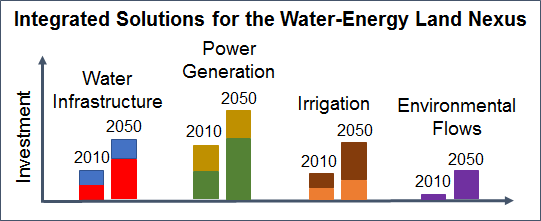 Integrated Solutions for the Water-Energy Land Nexus
Investment
Water
Infrastructure
2010
2050
Power
Generation
2010
2050
Irrigation
2010
2050
Environmental
Flows
2010
2050